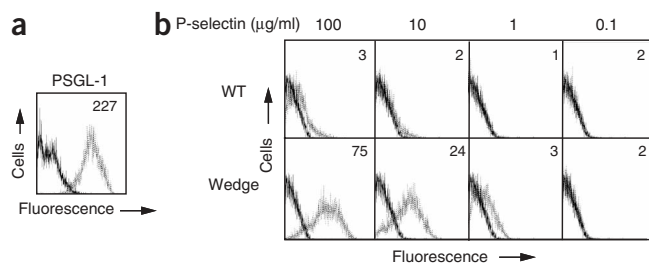 a
PSGL-1
227
Cells
Fluorescence
b
P-selectin (µg/ml) 100 10 1 0.1
WT 3 2 1 2
Wedge 75 24 3 2
Cells
Fluorescence